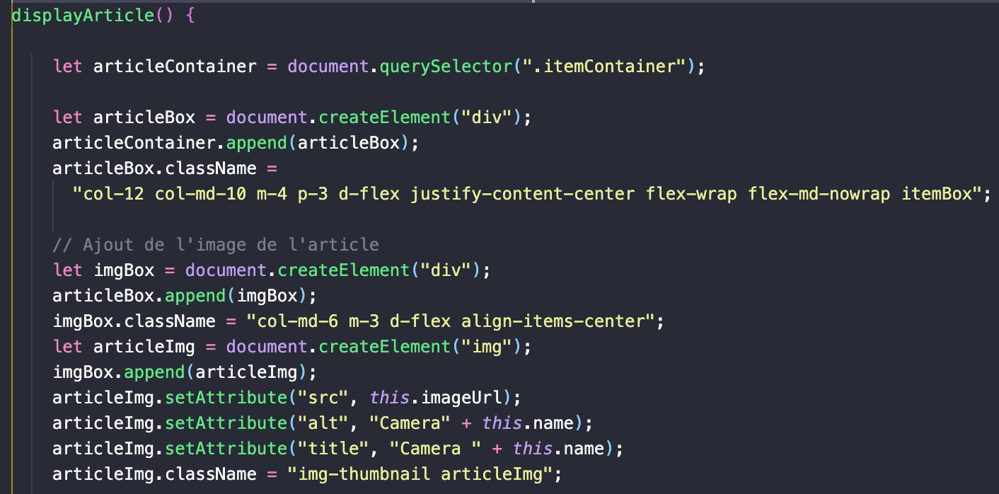 displayArticle() {
let articleContainer = document.querySelector(".itemContainer");
let articleBox = document.createElement("div");
articleContainer.append(articleBox);
articleBox.className =
"col-12 col-md-10 m-4 p-3 d-flex justify-content-center flex-wrap flex-md-nowrap itemBox";
// Ajout de l'image de l'article
let imgBox = document.createElement("div");
articleBox.append(imgBox);
imgBox.className = "col-md-6 m-3 d-flex align-items-center";
let articleImg = document.createElement("img");
imgBox.append(articleImg);
articleImg.setAttribute("src", this.imageUrl);
articleImg.setAttribute("alt", "Camera" + this.name);
articleImg.setAttribute("title", "Camera " + this.name);
articleImg.className = "img-thumbnail articleImg";